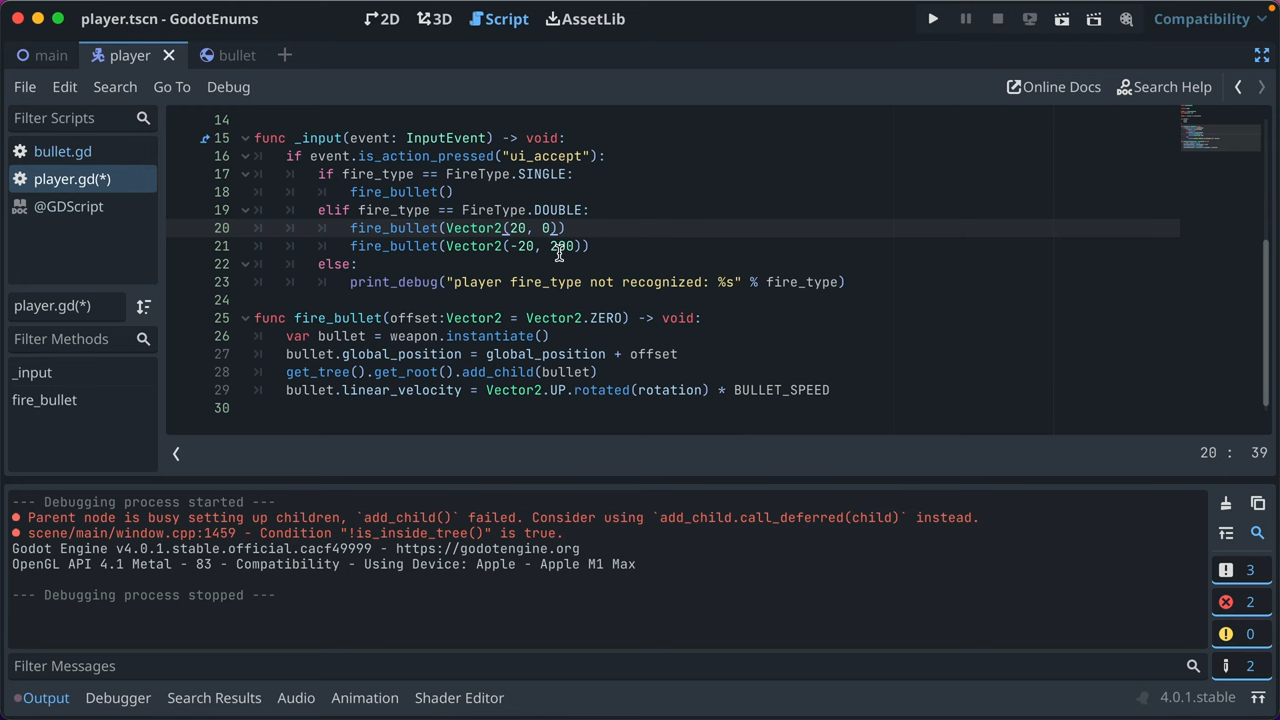 player.tscn - GodotEnums
2D 3D Script AssetLib
Compatibility
main player bullet
File Edit Search Go To Debug
Online Docs Search Help
Filter Scripts
bullet.gd
player.gd(*)
@GDScript
player.gd(*)
Filter Methods
_input
fire_bullet
14
15 func _input(event: InputEvent) -> void:
16 if event.is_action_pressed("ui_accept"):
17 if fire_type == FireType.SINGLE:
18 fire_bullet()
19 elif fire_type == FireType.DOUBLE:
20 fire_bullet(Vector2(20, 0))
21 fire_bullet(Vector2(-20, 200))
22 else:
23 print_debug("player fire_type not recognized: %s" % fire_type)
24
25 func fire_bullet(offset:Vector2 = Vector2.ZERO) -> void:
26 var bullet = weapon.instantiate()
27 bullet.global_position = global_position + offset
28 get_tree().get_root().add_child(bullet)
29 bullet.linear_velocity = Vector2.UP.rotated(rotation) * BULLET_SPEED
30
20 : 39
--- Debugging process started ---
Parent node is busy setting up children, `add_child()` failed. Consider using `add_child.call_deferred(child)` instead.
scene/main/window.cpp:1459 - Condition "!is_inside_tree()" is true.
Godot Engine v4.0.1.stable.official.cacf49999 - https://godotengine.org
OpenGL API 4.1 Metal - 83 - Compatibility - Using Device: Apple - Apple M1 Max
--- Debugging process stopped ---
3
2
0
2
Filter Messages
Output Debugger Search Results Audio Animation Shader Editor
4.0.1.stable